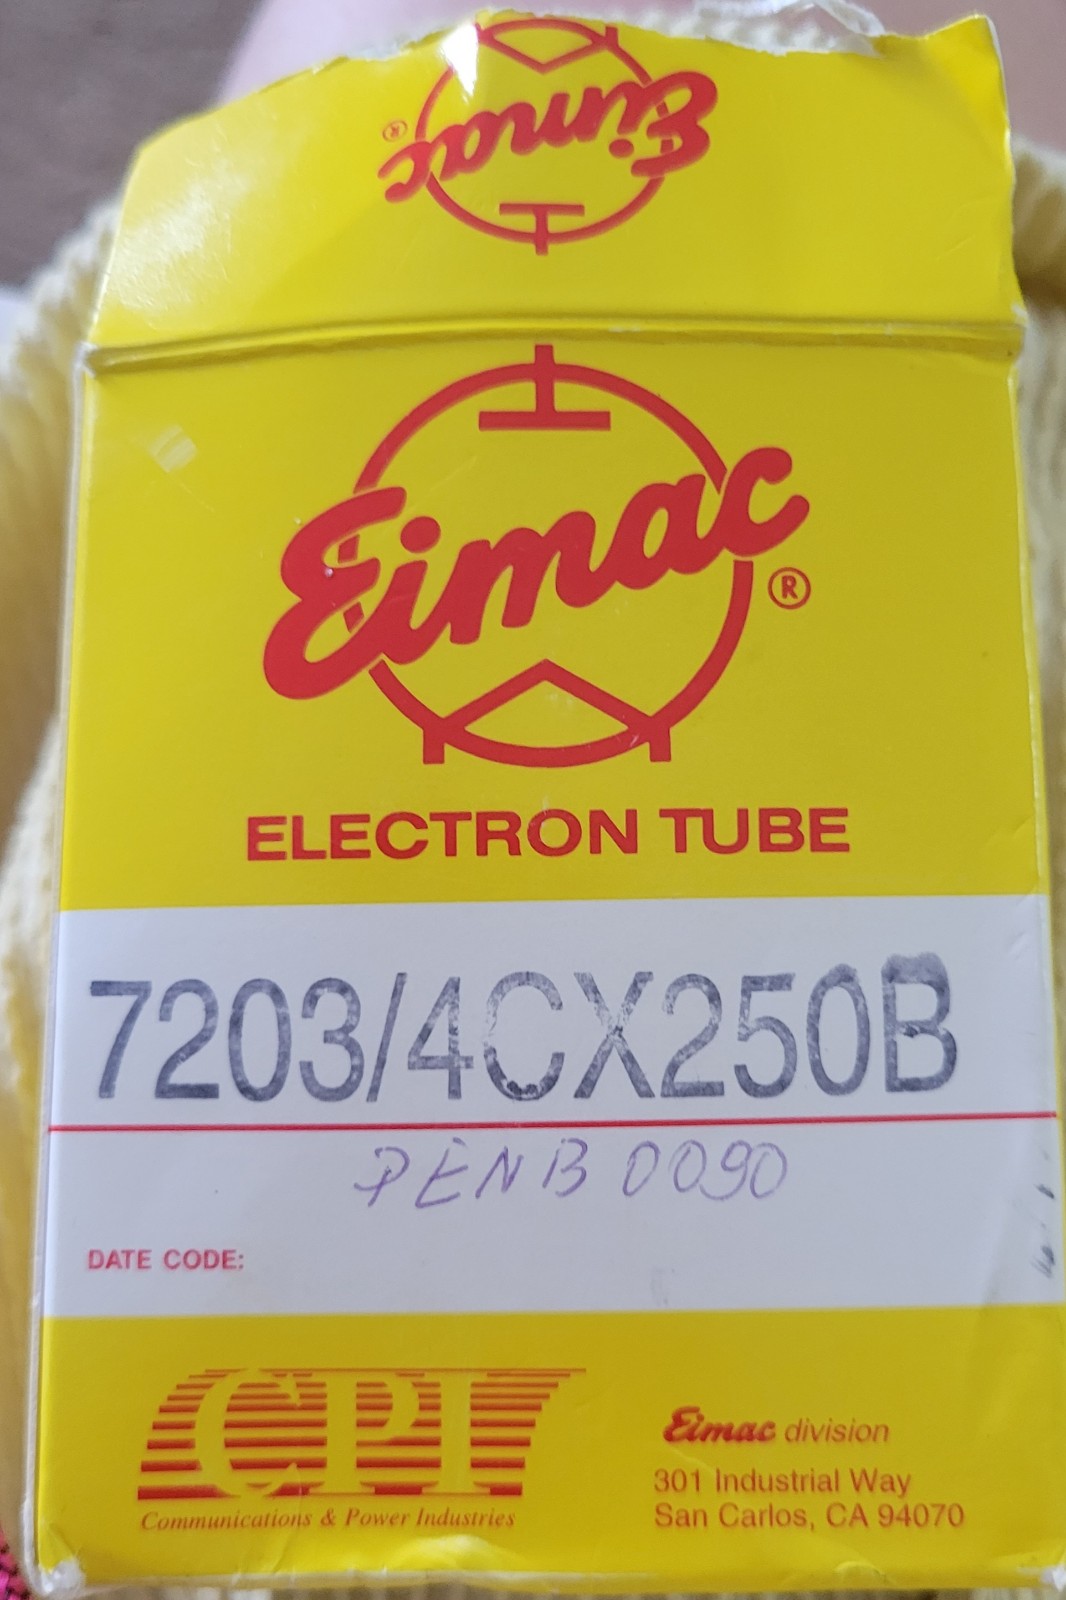 Eimac®
Eimac®
ELECTRON TUBE
7203/4CX250B
PENB 0090
DATE CODE:
CPI
Communications & Power Industries
Eimac division
301 Industrial Way
San Carlos, CA 94070